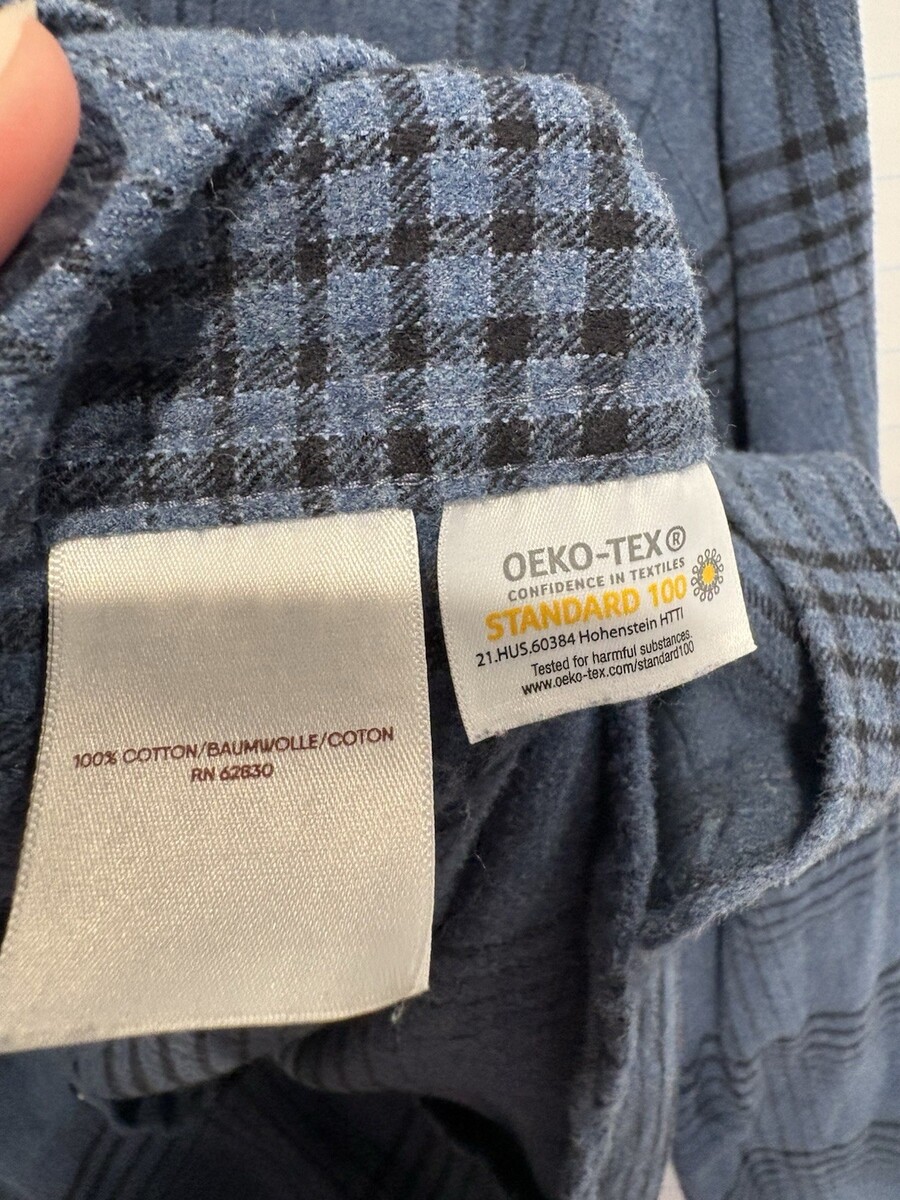 100% COTTON/BAUMWOLLE/COTON
RN 62830
OEKO-TEX®
CONFIDENCE IN TEXTILES
STANDARD 100
21.HUS.60384 Hohenstein HTTI
Tested for harmful substances.
www.oeko-tex.com/standard100